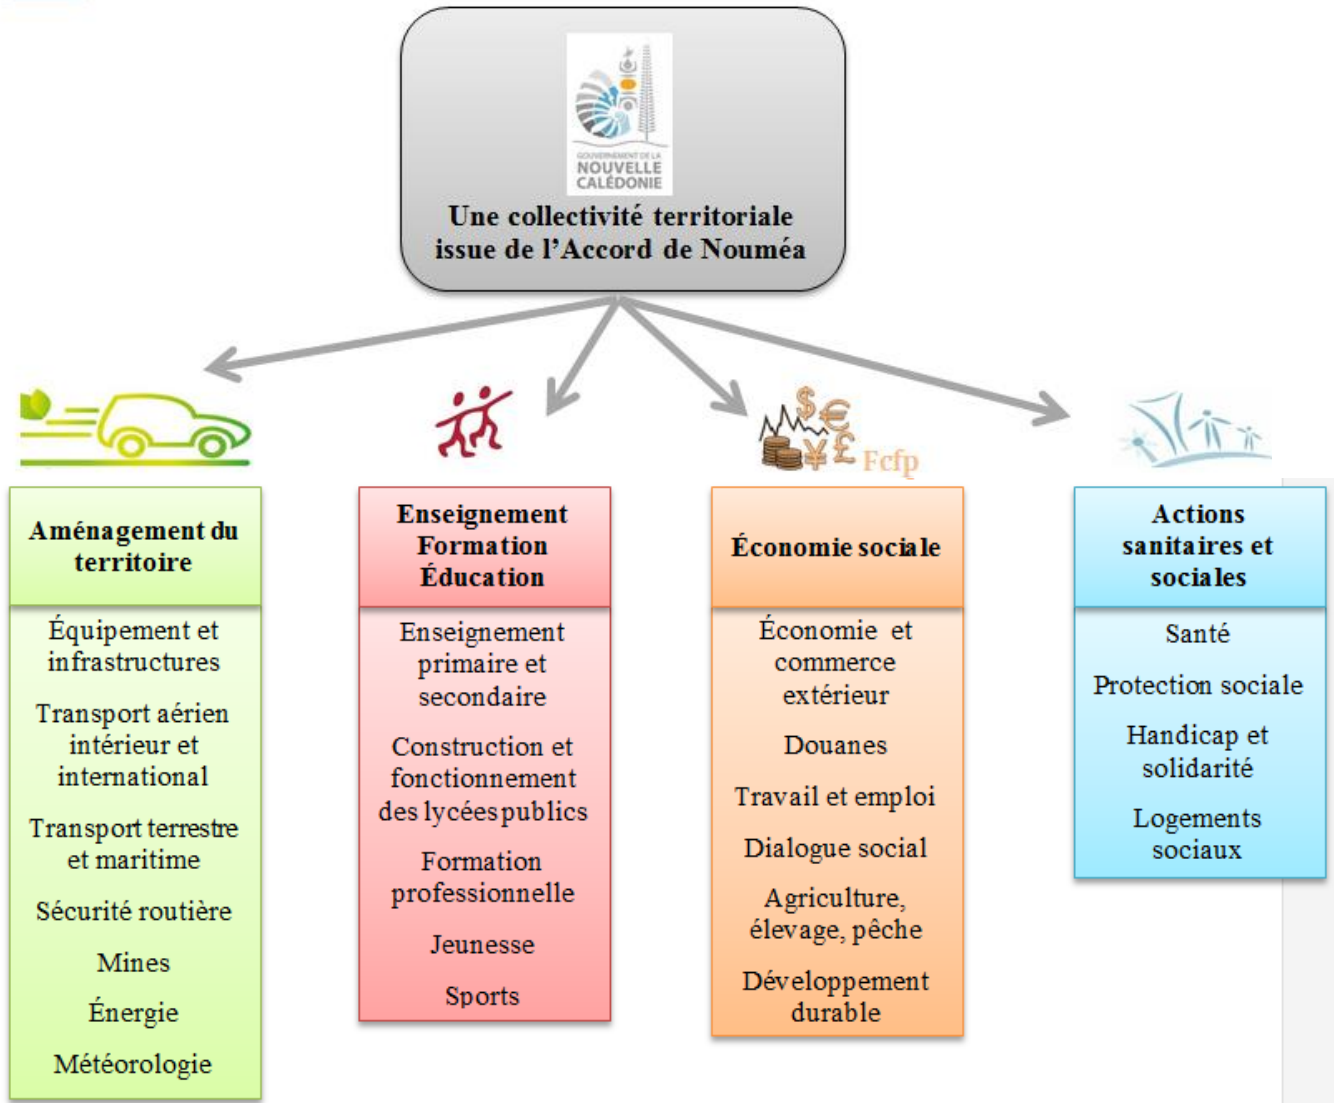 GOUVERNEMENT DE LA
NOUVELLE
CALÉDONIE
Une collectivité territoriale
issue de l'Accord de Nouméa
$ €
¥ £ Fcfp
Aménagement du
territoire
Équipement et
infrastructures
Transport aérien
intérieur et
international
Transport terrestre
et maritime
Sécurité routière
Mines
Énergie
Météorologie
Enseignement
Formation
Éducation
Enseignement
primaire et
secondaire
Construction et
fonctionnement
des lycées publics
Formation
professionnelle
Jeunesse
Sports
Économie sociale
Économie et
commerce
extérieur
Douanes
Travail et emploi
Dialogue social
Agriculture,
élevage, pêche
Développement
durable
Actions
sanitaires et
sociales
Santé
Protection sociale
Handicap et
solidarité
Logements
sociaux